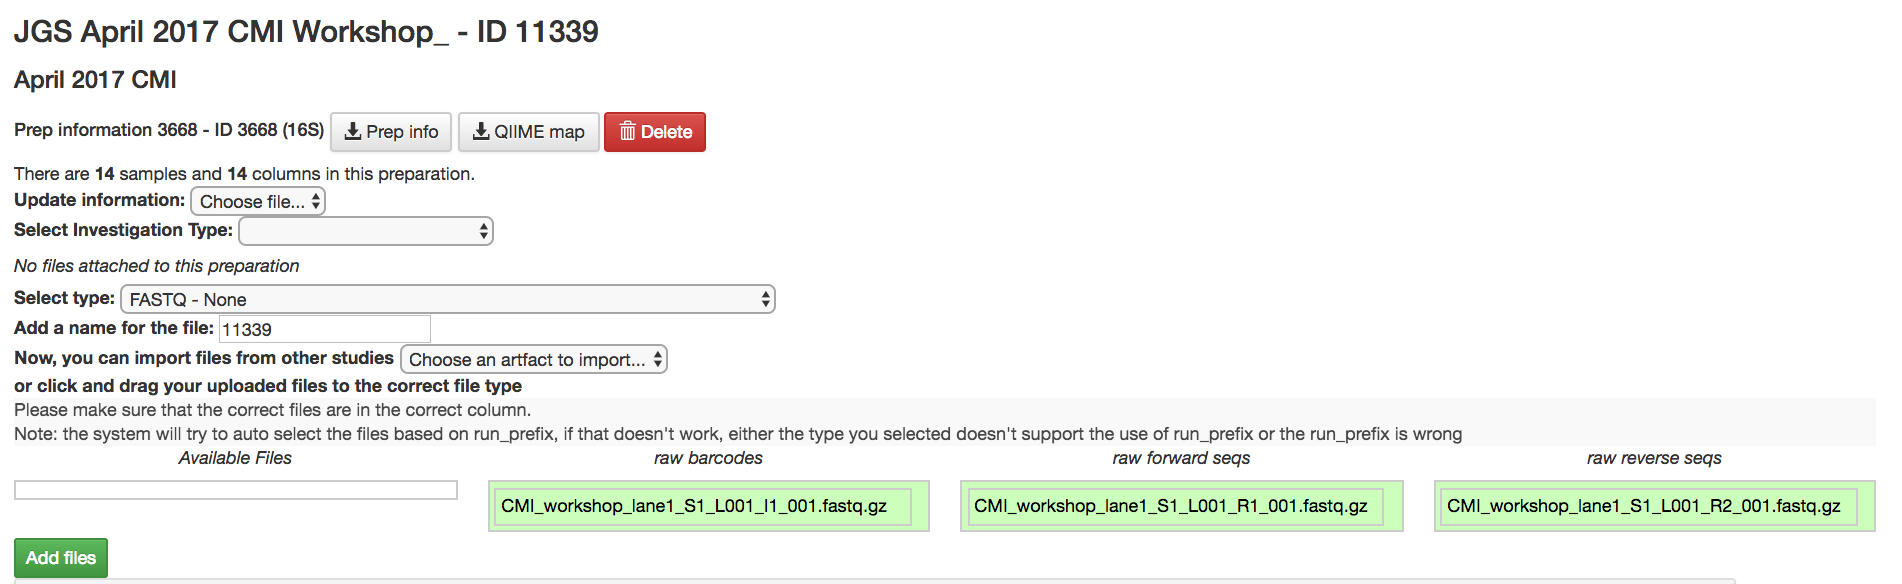 JGS April 2017 CMI Workshop_ - ID 11339
April 2017 CMI
Prep information 3668 - ID 3668 (16S) Prep info QIIME map Delete
There are 14 samples and 14 columns in this preparation.
Update information: Choose file...
Select Investigation Type:
No files attached to this preparation
Select type: FASTQ - None
Add a name for the file: 11339
Now, you can import files from other studies Choose an artfact to import...
or click and drag your uploaded files to the correct file type
Please make sure that the correct files are in the correct column.
Note: the system will try to auto select the files based on run_prefix, if that doesn't work, either the type you selected doesn't support the use of run_prefix or the run_prefix is wrong
Available Files raw barcodes raw forward seqs raw reverse seqs
CMI_workshop_lane1_S1_L001_I1_001.fastq.gz CMI_workshop_lane1_S1_L001_R1_001.fastq.gz CMI_workshop_lane1_S1_L001_R2_001.fastq.gz
Add files